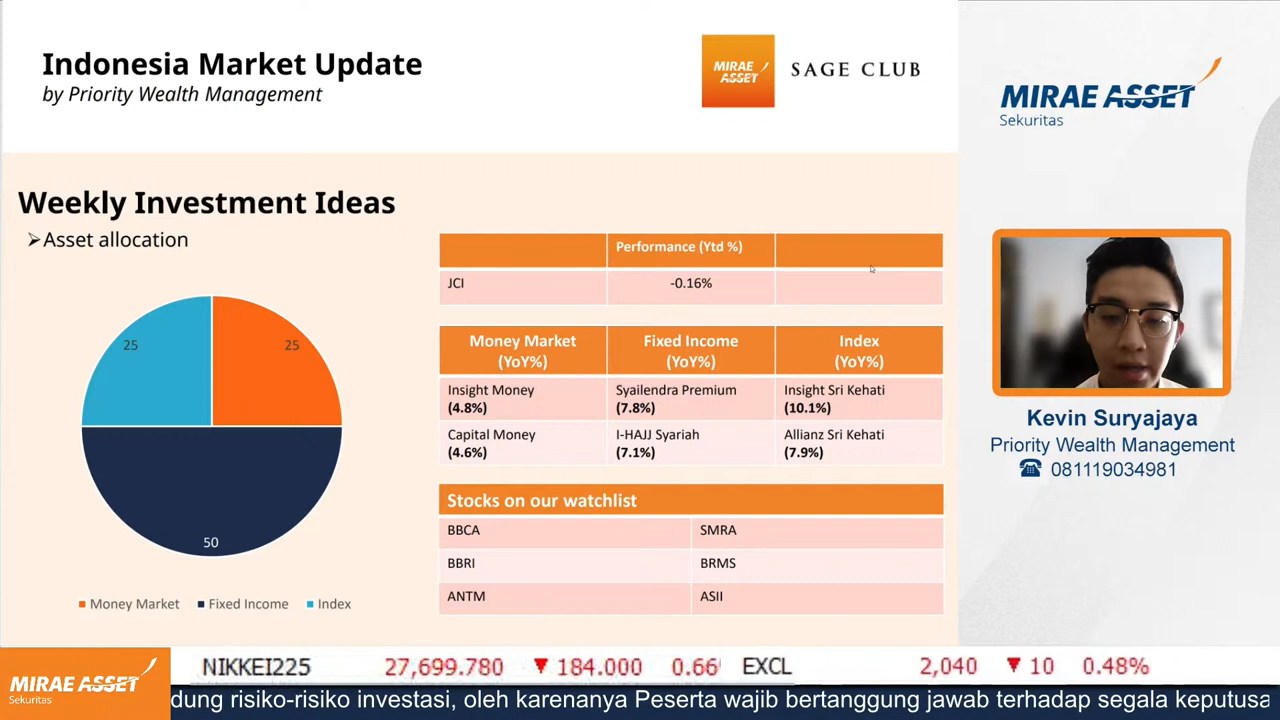 Indonesia Market Update
by Priority Wealth Management
MIRAE ASSET
SAGE CLUB
MIRAE ASSET
Sekuritas
Weekly Investment Ideas
➢Asset allocation
25
25
50
Money Market
Fixed Income
Index
Performance (Ytd %)
JCI
-0.16%
Money Market (YoY%)
Fixed Income (YoY%)
Index (YoY%)
Insight Money (4.8%)
Syailendra Premium (7.8%)
Insight Sri Kehati (10.1%)
Capital Money (4.6%)
I-HAJJ Syariah (7.1%)
Allianz Sri Kehati (7.9%)
Stocks on our watchlist
BBCA
SMRA
BBRI
BRMS
ANTM
ASII
Kevin Suryajaya
Priority Wealth Management
☎ 081119034981
NIKKEI225 27,699.780 ▼ 184.000 0.66 EXCL 2,040 ▼ 10 0.48%
MIRAE ASSET
Sekuritas
dung risiko-risiko investasi, oleh karenanya Peserta wajib bertanggung jawab terhadap segala keputusa